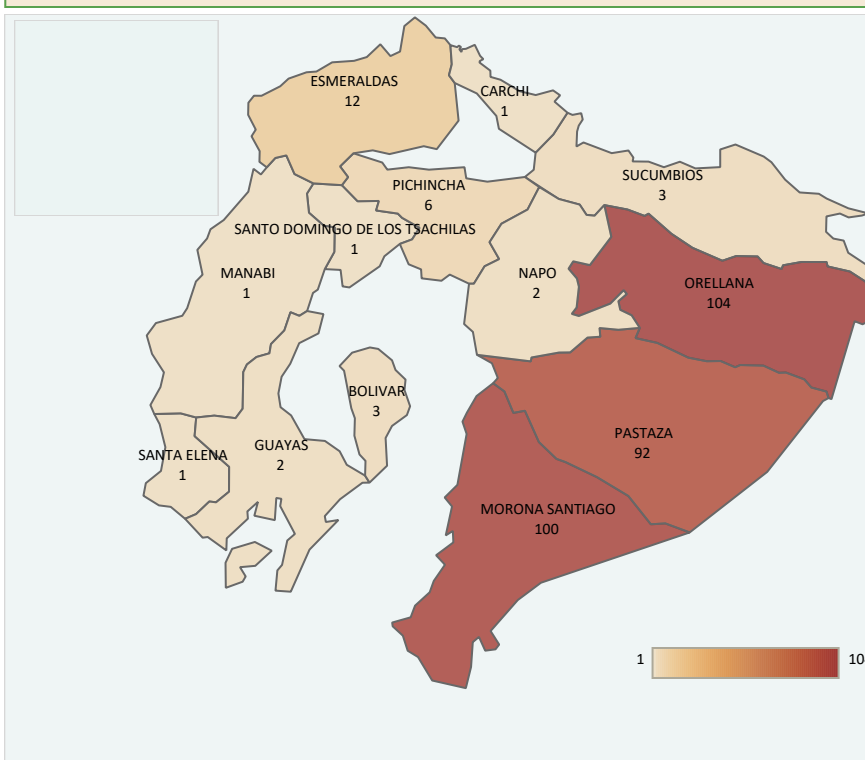 ESMERALDAS
12
CARCHI
1
SUCUMBIOS
3
PICHINCHA
6
SANTO DOMINGO DE LOS TSACHILAS
1
MANABI
1
NAPO
2
ORELLANA
104
BOLIVAR
3
PASTAZA
92
GUAYAS
2
SANTA ELENA
1
MORONA SANTIAGO
100
1
10